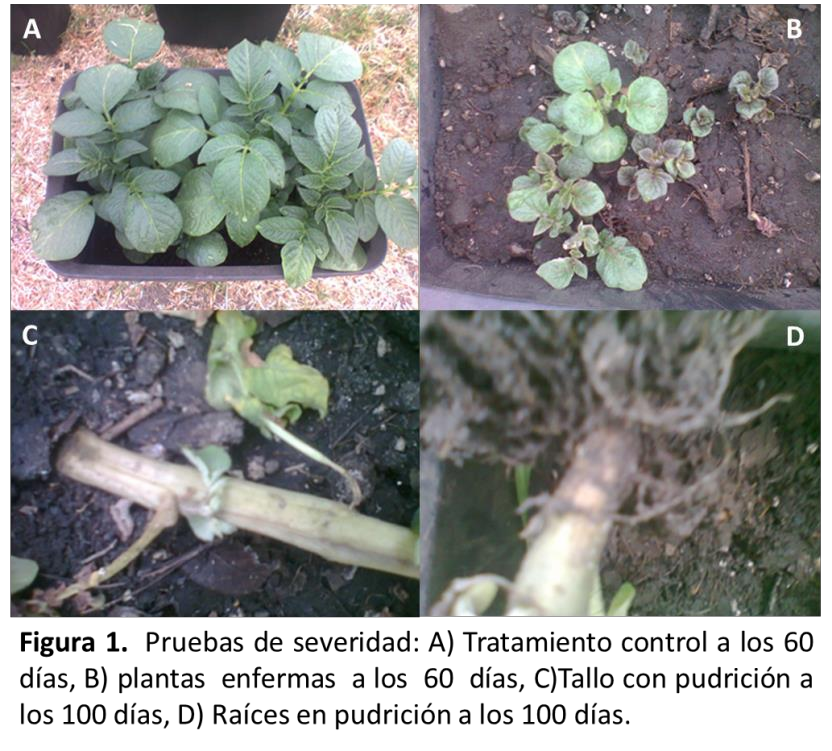 A
B
C
D
Figura 1. Pruebas de severidad: A) Tratamiento control a los 60
días, B) plantas enfermas a los 60 días, C)Tallo con pudrición a
los 100 días, D) Raíces en pudrición a los 100 días.